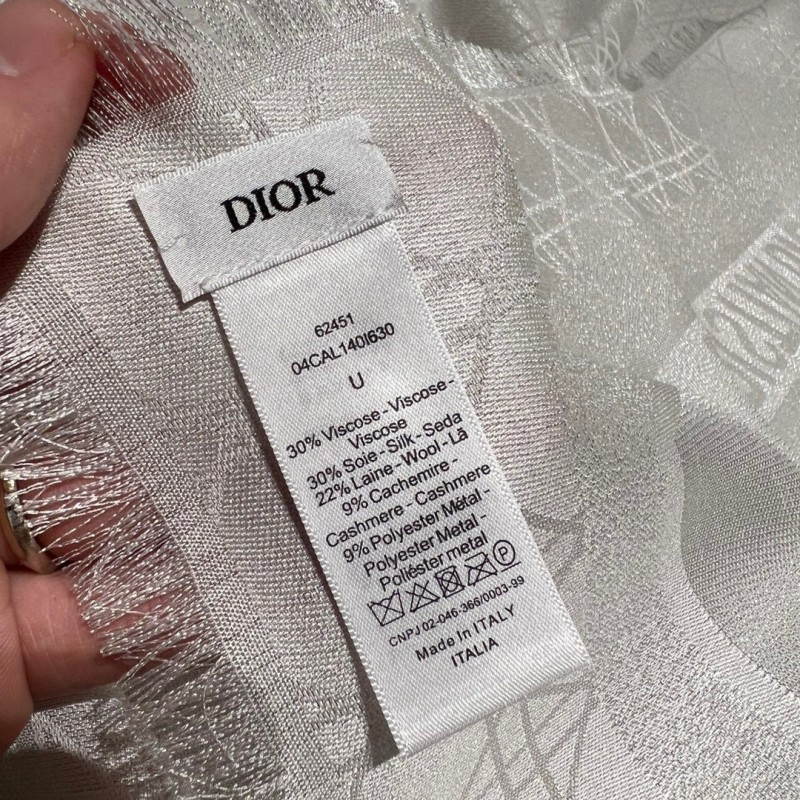 DIOR
62451
04CAL140I630
U
30% Viscose - Viscose -
Viscose
30% Soie - Silk - Seda
22% Laine - Wool - Lã
9% Cachemire -
Cashmere - Cashmere
9% Polyester Métal -
Polyester Metal -
Poliéster metal
P
CNPJ 02-046-366/0003-99
Made in ITALY
ITALIA